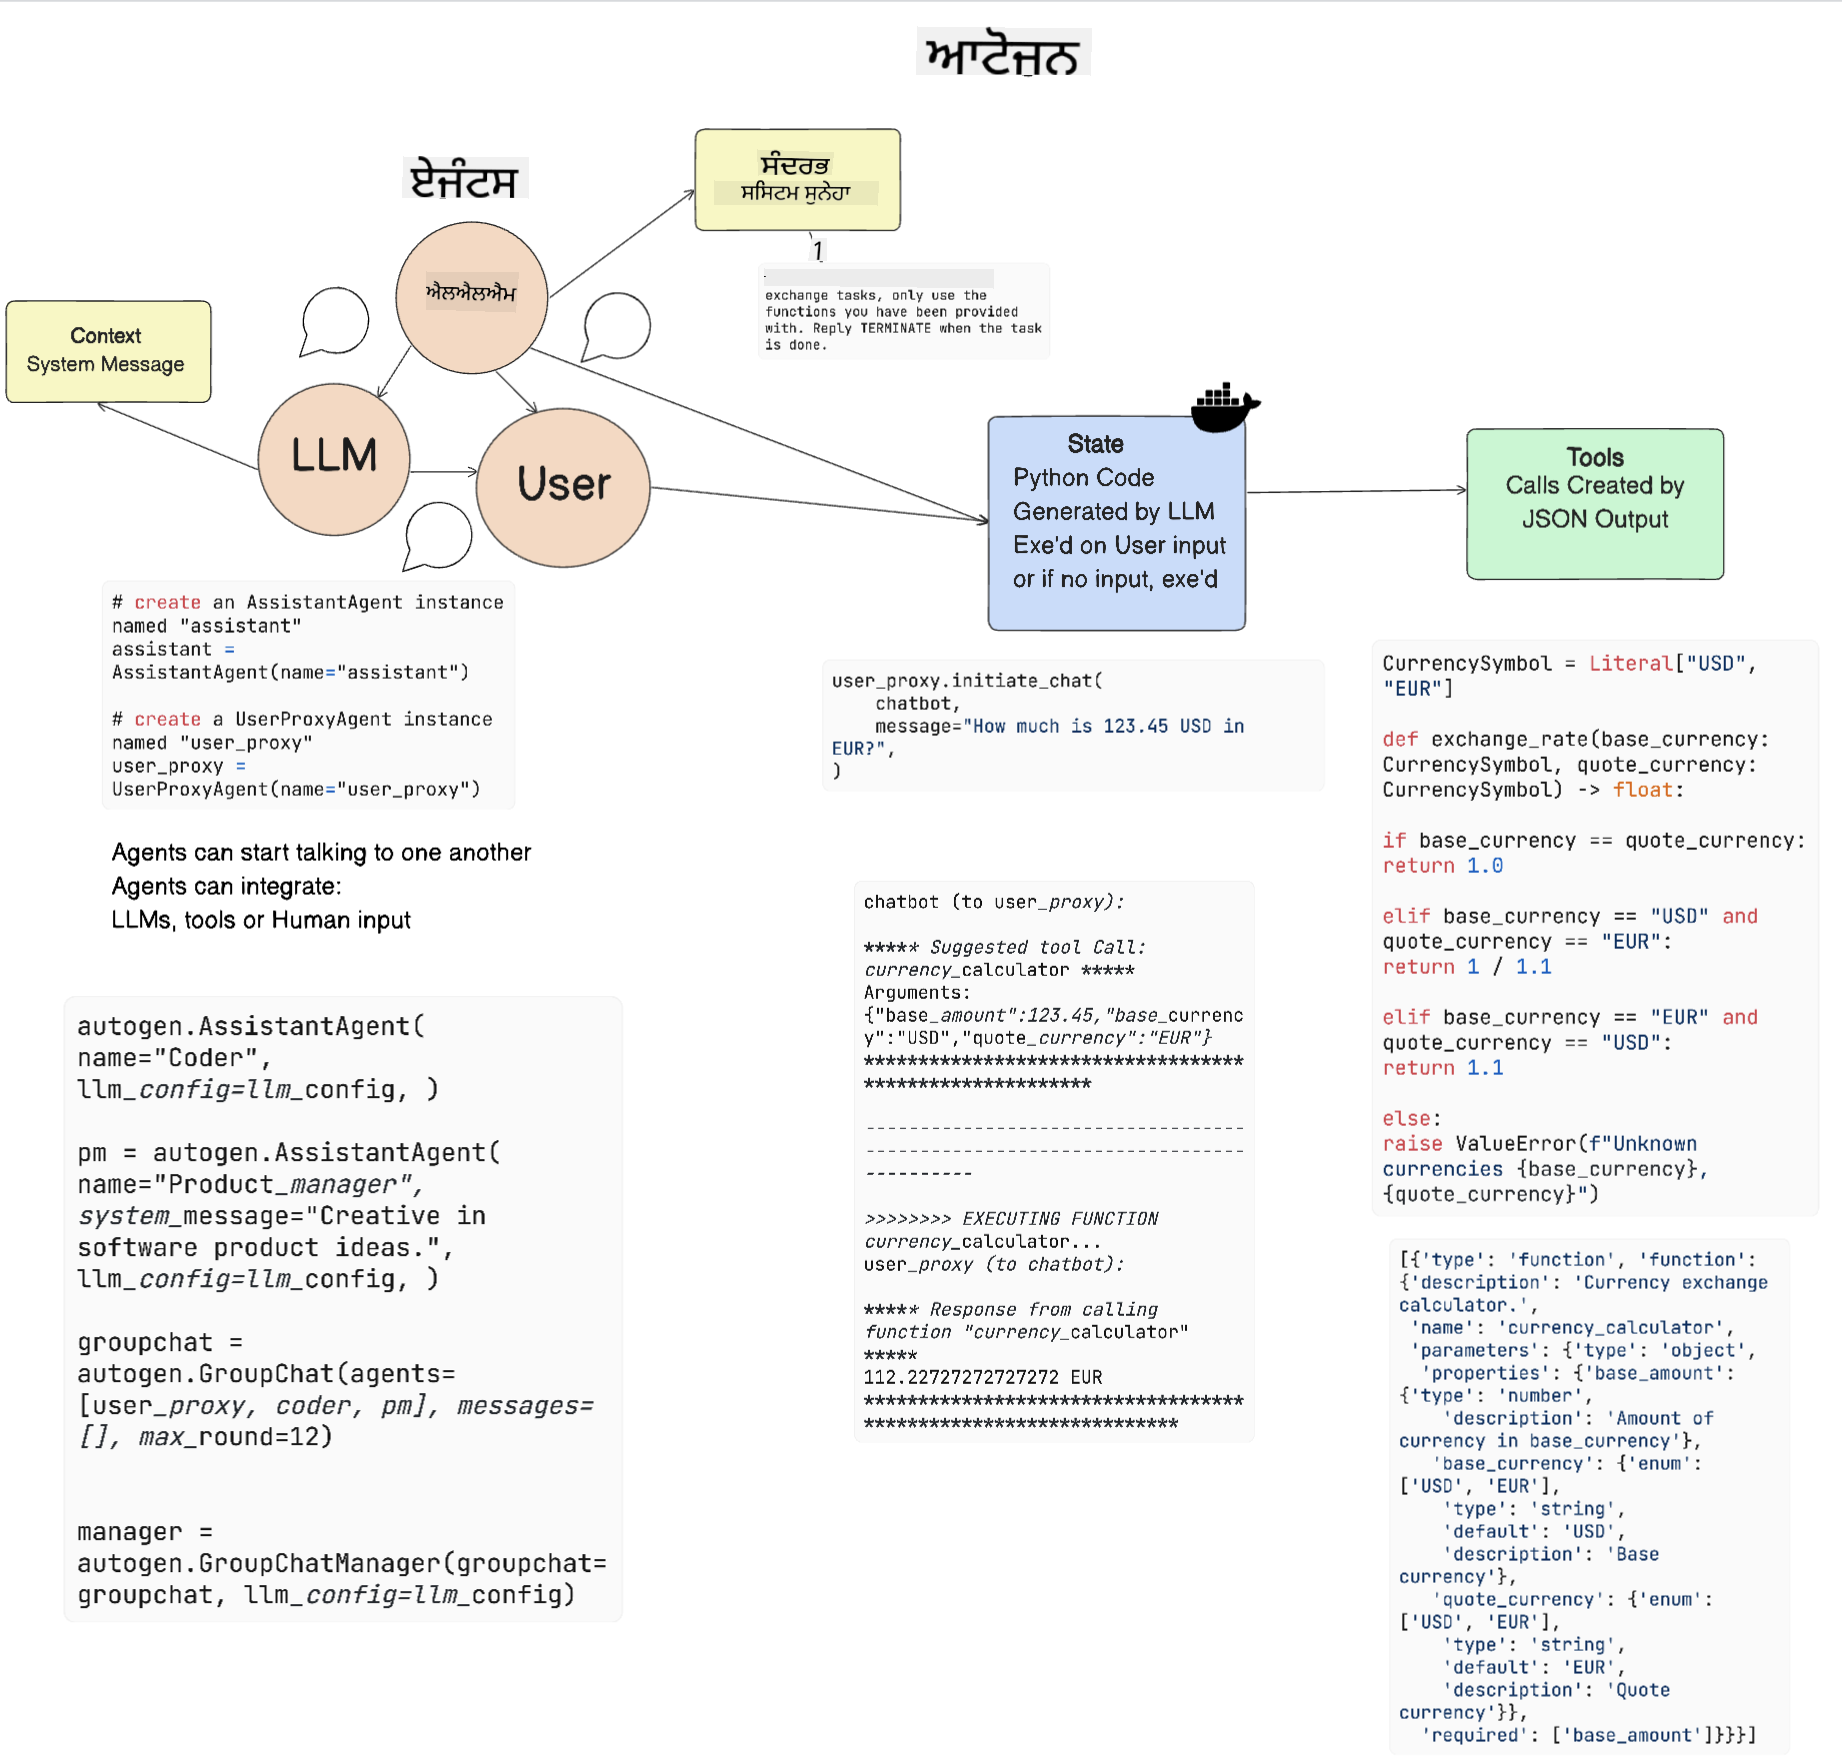 ਆਟੋਜੁਨ
ਏਜੰਟਸ
ਸੰਦਰਭ
ਸਸਿਟਮ ਸੁਨੇਹਾ
1
exchange tasks, only use the
functions you have been provided
with. Reply TERMINATE when the task
is done.
ਐਲਐਲਐਮ
Context
System Message
LLM
User
State
Python Code
Generated by LLM
Exe'd on User input
or if no input, exe'd
Tools
Calls Created by
JSON Output
# create an AssistantAgent instance
named "assistant"
assistant =
AssistantAgent(name="assistant")
# create a UserProxyAgent instance
named "user_proxy"
user_proxy =
UserProxyAgent(name="user_proxy")
Agents can start talking to one another
Agents can integrate:
LLMs, tools or Human input
autogen.AssistantAgent(
name="Coder",
llm_config=llm_config, )
pm = autogen.AssistantAgent(
name="Product_manager",
system_message="Creative in
software product ideas.",
llm_config=llm_config, )
groupchat =
autogen.GroupChat(agents=
[user_proxy, coder, pm], messages=
[], max_round=12)
manager =
autogen.GroupChatManager(groupchat=
groupchat, llm_config=llm_config)
user_proxy.initiate_chat(
chatbot,
message="How much is 123.45 USD in
EUR?",
)
chatbot (to user_proxy):
***** Suggested tool Call:
currency_calculator *****
Arguments:
{"base_amount":123.45,"base_currenc
y":"USD","quote_currency":"EUR"}
***********************************
*********************
-----------------------------------
-----------------------------------
----------
>>>>>>>> EXECUTING FUNCTION
currency_calculator...
user_proxy (to chatbot):
***** Response from calling
function "currency_calculator"
*****
112.22727272727272 EUR
***********************************
*****************************
CurrencySymbol = Literal["USD",
"EUR"]
def exchange_rate(base_currency:
CurrencySymbol, quote_currency:
CurrencySymbol) -> float:
if base_currency == quote_currency:
return 1.0
elif base_currency == "USD" and
quote_currency == "EUR":
return 1 / 1.1
elif base_currency == "EUR" and
quote_currency == "USD":
return 1.1
else:
raise ValueError(f"Unknown
currencies {base_currency},
{quote_currency}")
[{'type': 'function', 'function':
{'description': 'Currency exchange
calculator.',
'name': 'currency_calculator',
'parameters': {'type': 'object',
'properties': {'base_amount':
{'type': 'number',
'description': 'Amount of
currency in base_currency'},
'base_currency': {'enum':
['USD', 'EUR'],
'type': 'string',
'default': 'USD',
'description': 'Base
currency'},
'quote_currency': {'enum':
['USD', 'EUR'],
'type': 'string',
'default': 'EUR',
'description': 'Quote
currency'}},
'required': ['base_amount']}}}]